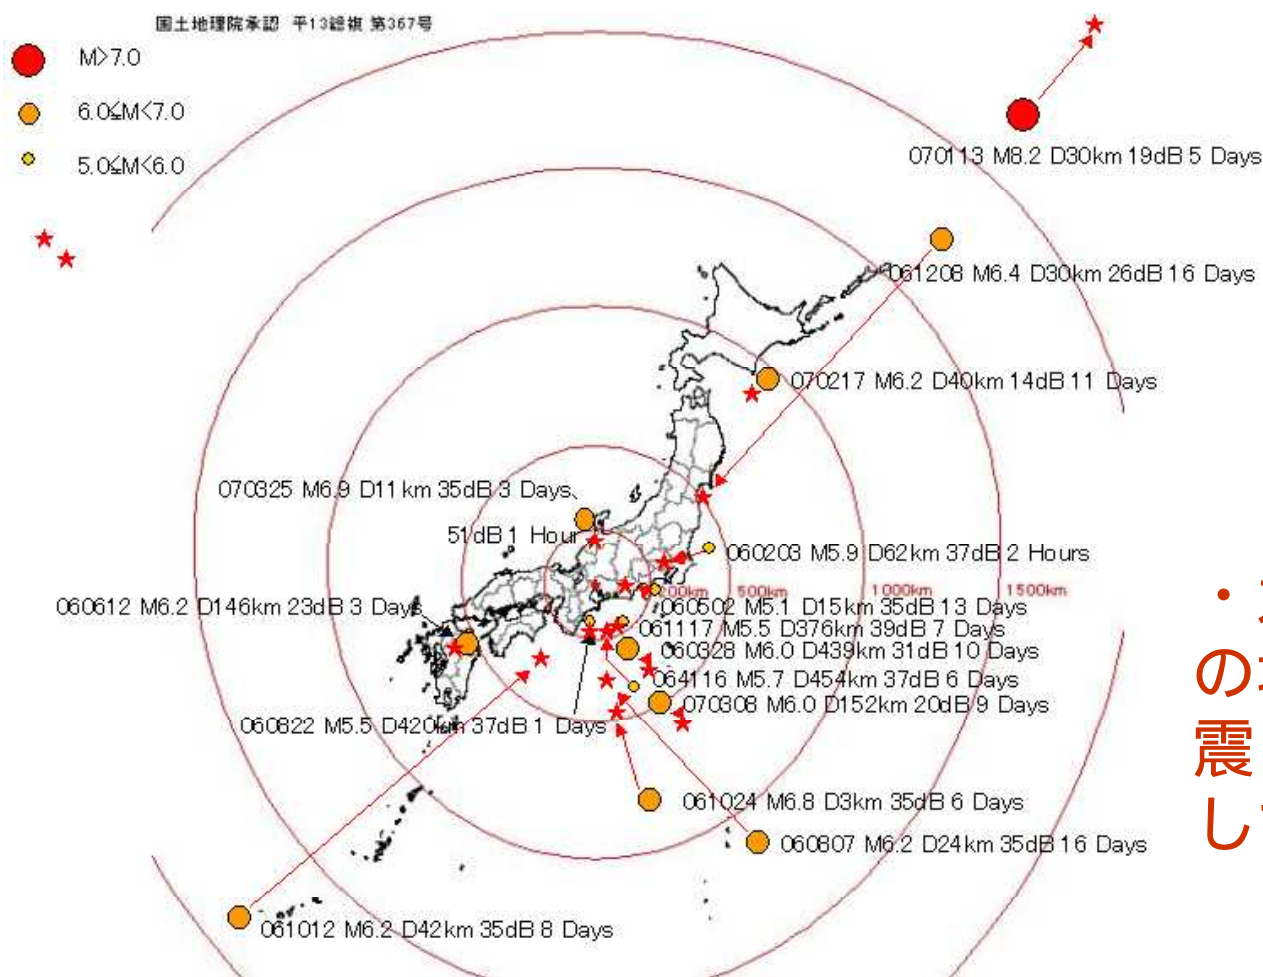 国土地理院承認 平13総複 第367号
M>7.0
6.0≦M<7.0
5.0≦M<6.0
070113 M8.2 D30km 19dB 5 Days
061208 M6.4 D30km 26dB 16 Days
070217 M6.2 D40km 14dB 11 Days
070325 M6.9 D11km 35dB 3 Days、
51dB 1 Hour
060203 M5.9 D62km 37dB 2 Hours
200km 500km 1000km 1500km
060612 M6.2 D146km 23dB 3 Days
060502 M5.1 D15km 35dB 13 Days
061117 M5.5 D376km 39dB 7 Days
060328 M6.0 D439km 31dB 10 Days
064116 M5.7 D454km 37dB 6 Days
070308 M6.0 D152km 20dB 9 Days
060822 M5.5 D420km 37dB 1 Days
061024 M6.8 D3km 35dB 6 Days
060807 M6.2 D24km 35dB 16 Days
061012 M6.2 D42km 35dB 8 Days
・
の
震
し